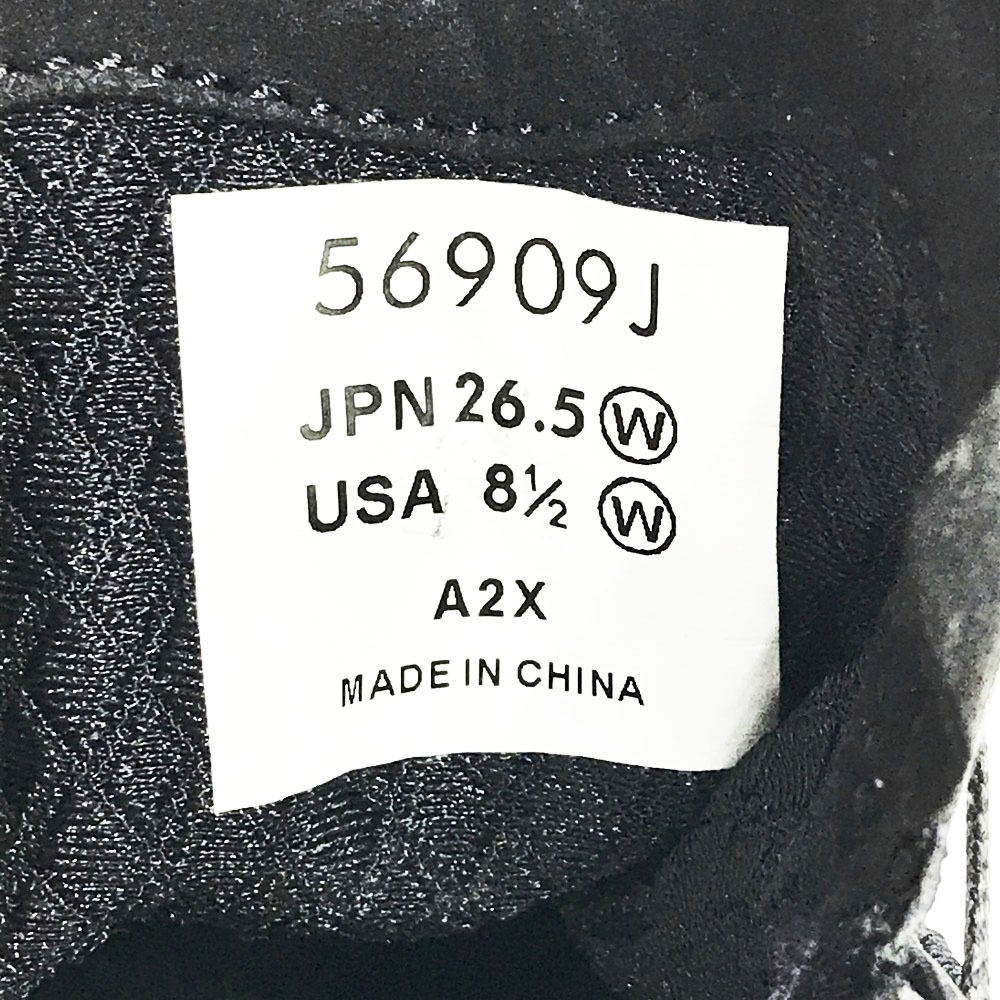 56909J
JPN 26.5 Ⓦ
USA 8½ Ⓦ
A2X
MADE IN CHINA